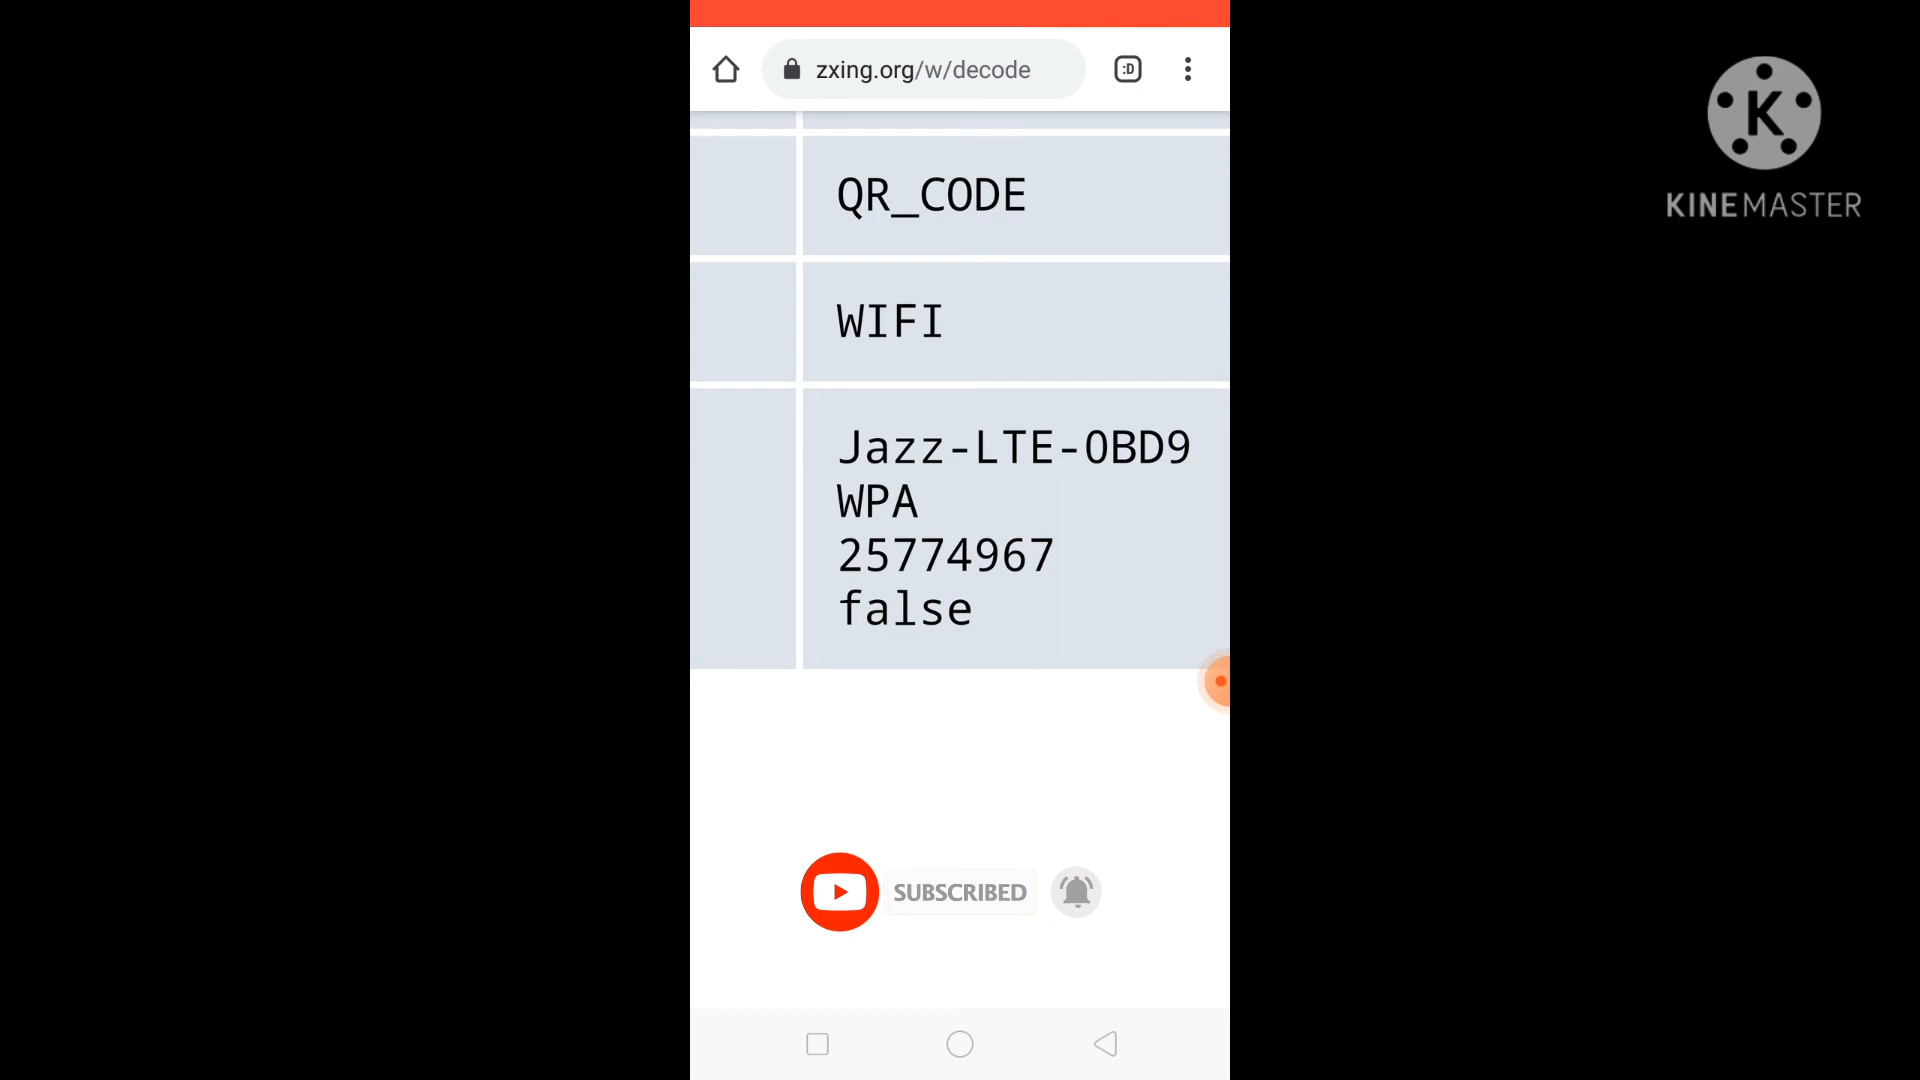 zxing.org/w/decode
:D
QR_CODE
WIFI
Jazz-LTE-0BD9
WPA
25774967
false
SUBSCRIBED
K
KINEMASTER